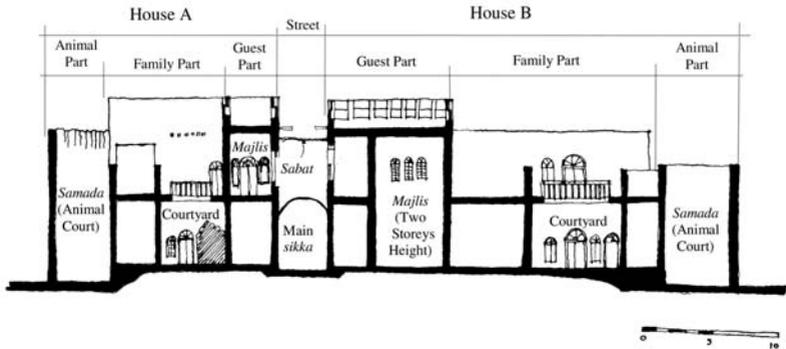 House A
Street
House B
Animal
Part
Family Part
Guest
Part
Guest Part
Family Part
Animal
Part
Samada
(Animal
Court)
Courtyard
Majlis
Sabat
Main
sikka
Majlis
(Two
Storeys
Height)
Courtyard
Samada
(Animal
Court)
0
5
10